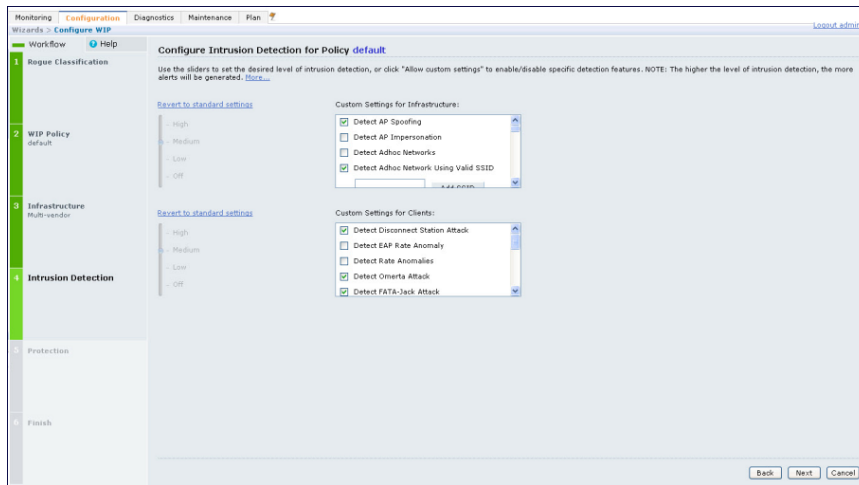 Monitoring Configuration Diagnostics Maintenance Plan
Logout admin
Wizards > Configure WIP
Workflow Help
Configure Intrusion Detection for Policy default
1 Rogue Classification
Use the sliders to set the desired level of intrusion detection, or click "Allow custom settings" to enable/disable specific detection features. NOTE: The higher the level of intrusion detection, the more
alerts will be generated. More...
Revert to standard settings
Custom Settings for Infrastructure:
- High
- Medium
- Low
- Off
Detect AP Spoofing
Detect AP Impersonation
Detect Adhoc Networks
Detect Adhoc Network Using Valid SSID
Add SSID
2 WIP Policy
default
3 Infrastructure
Multi-vendor
Revert to standard settings
Custom Settings for Clients:
- High
- Medium
- Low
- Off
Detect Disconnect Station Attack
Detect EAP Rate Anomaly
Detect Rate Anomalies
Detect Omerta Attack
Detect FATA-Jack Attack
4 Intrusion Detection
5 Protection
6 Finish
Back Next Cancel